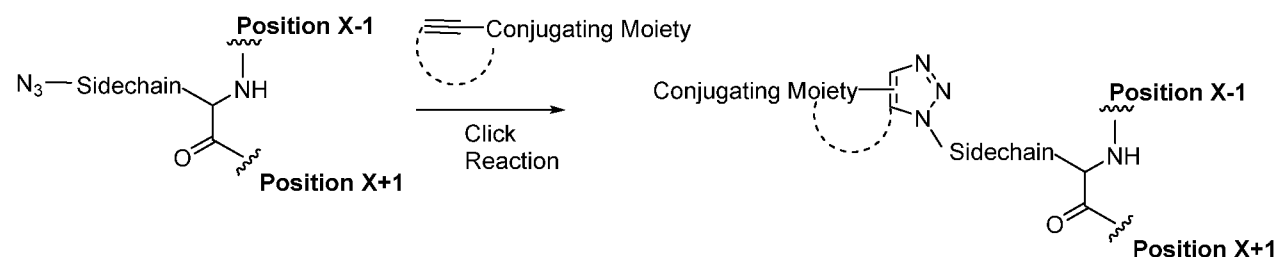 Position X-1
N3—Sidechain
NH
O
Position X+1
Conjugating Moiety
Click
Reaction
Conjugating Moiety
N
N
N
Sidechain
Position X-1
NH
O
Position X+1